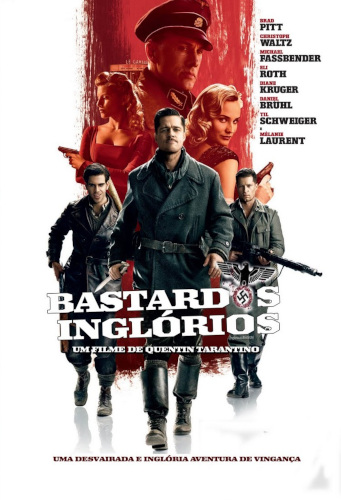 BRAD
PITT
CHRISTOPH
WALTZ
MICHAEL
FASSBENDER
ELI
ROTH
DIANE
KRUGER
DANIEL
BRUHL
TIL
SCHWEIGER
E
MÉLANIE
LAURENT
BASTARDOS
INGLÓRIOS
UM FILME DE QUENTIN TARANTINO
UMA DESVAIRADA E INGLÓRIA AVENTURA DE VINGANÇA